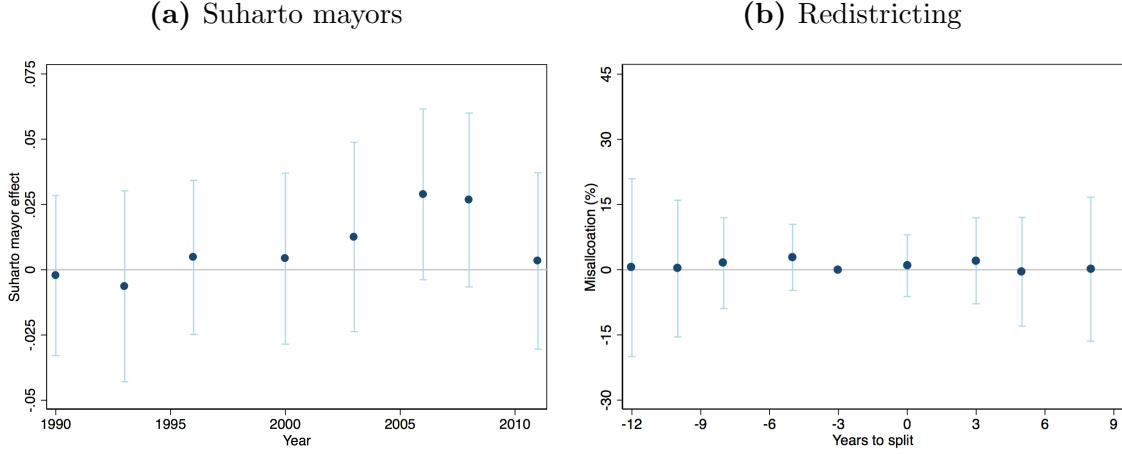 (a) Suharto mayors
.075
.05
.025
0
-.025
-.05
Suharto mayor effect
1990 1995 2000 2005 2010
Year
(b) Redistricting
45
30
15
0
-15
-30
Misallcoation (%)
-12 -9 -6 -3 0 3 6 9
Years to split